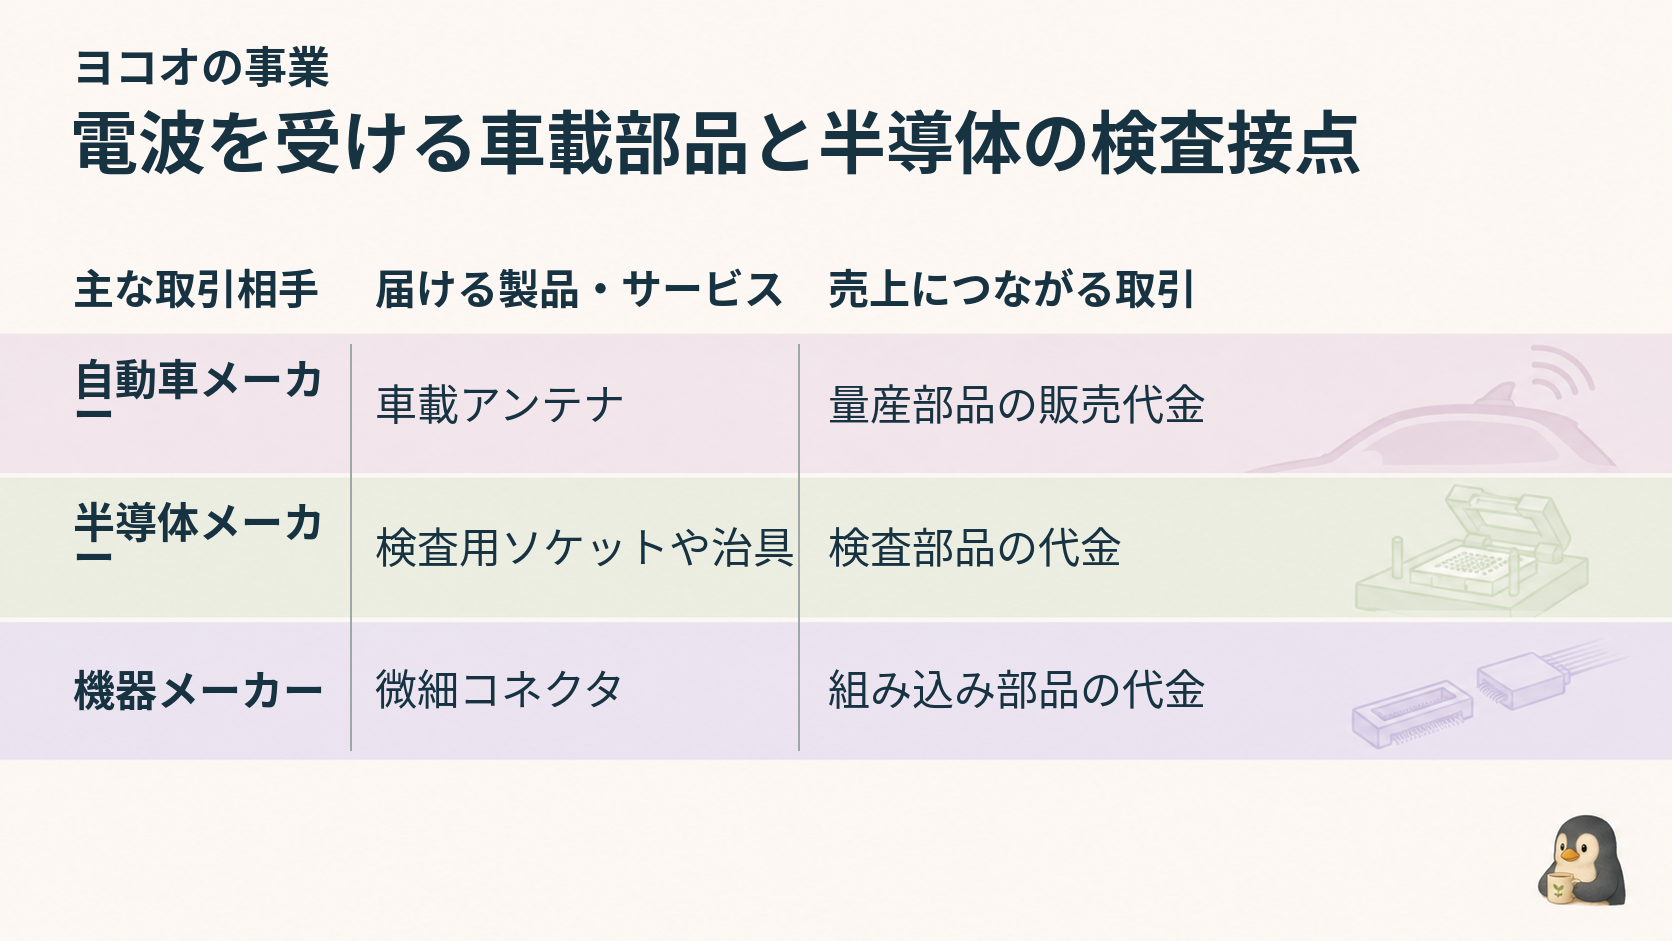 ヨコオの事業
電波を受ける車載部品と半導体の検査接点
主な取引相手 届ける製品・サービス 売上につながる取引
自動車メーカ
ー
車載アンテナ
量産部品の販売代金
半導体メーカ
ー
検査用ソケットや治具
検査部品の代金
機器メーカー
微細コネクタ
組み込み部品の代金